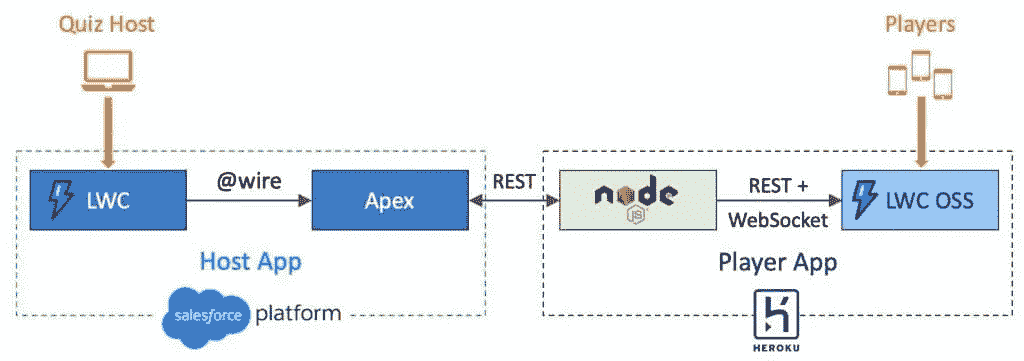 Quiz Host
Players
LWC
@wire
Apex
REST
node
JS
REST +
WebSocket
LWC OSS
Host App
Player App
salesforce platform
HEROKU